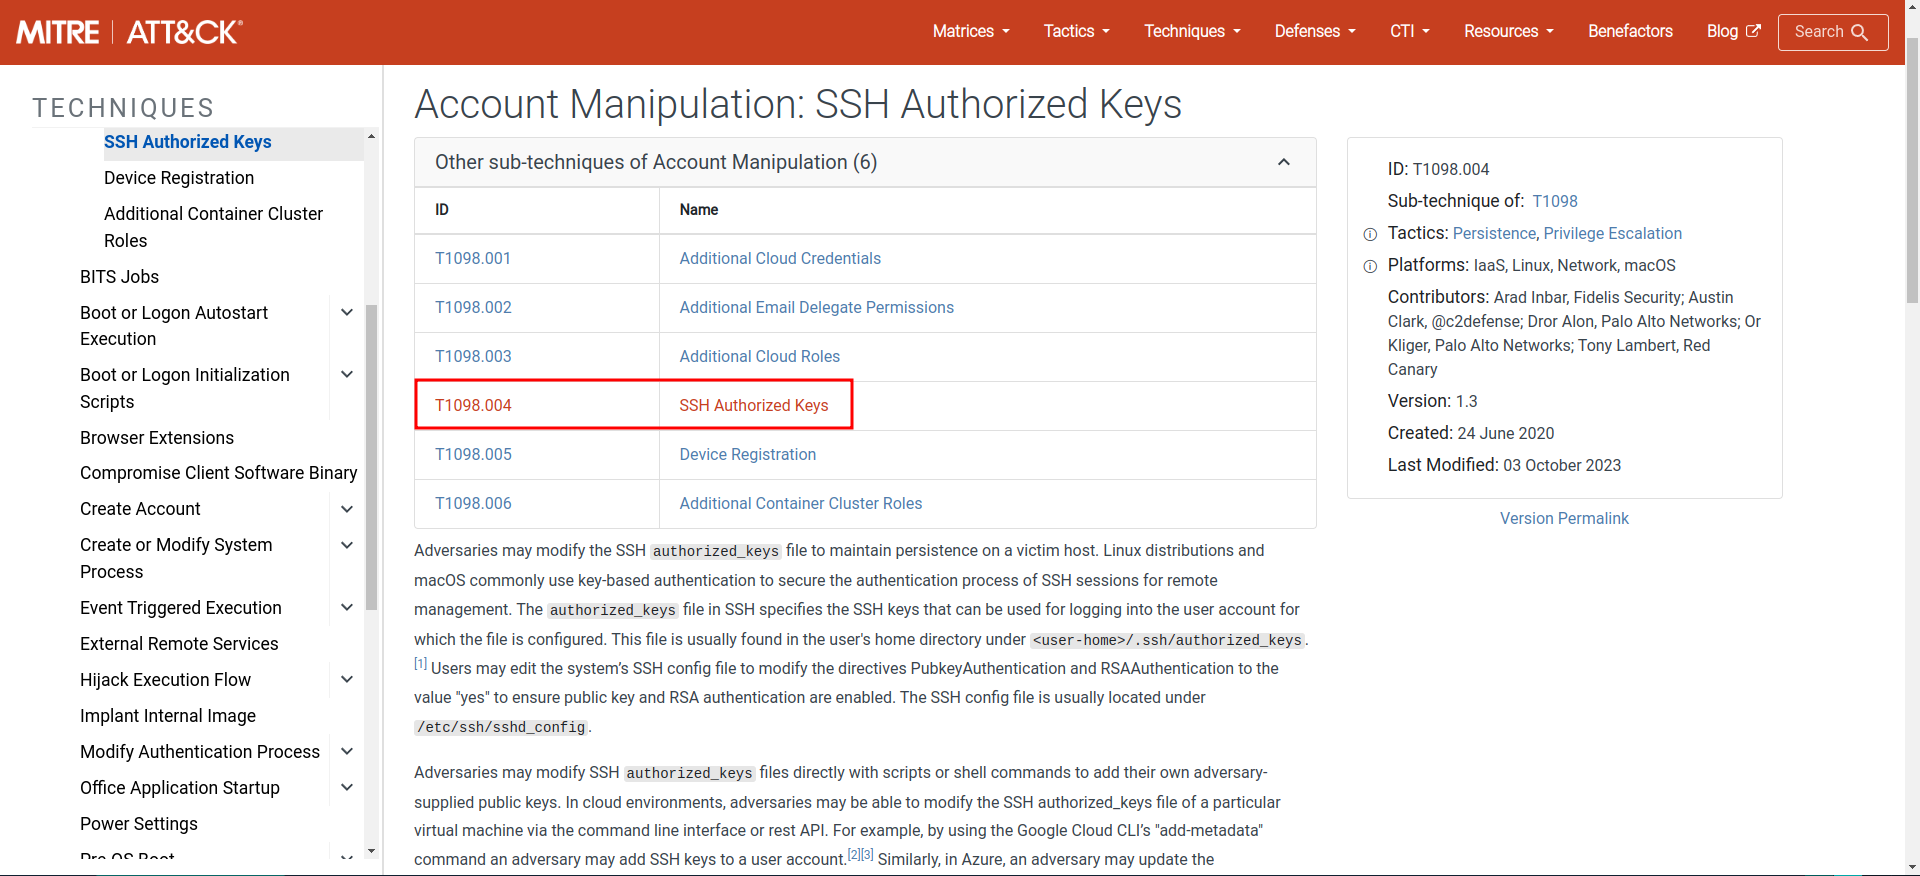 MITRE | ATT&CK®
Matrices
Tactics
Techniques
Defenses
CTI
Resources
Benefactors
Blog
Search
TECHNIQUES
SSH Authorized Keys
Device Registration
Additional Container Cluster
Roles
BITS Jobs
Boot or Logon Autostart
Execution
Boot or Logon Initialization
Scripts
Browser Extensions
Compromise Client Software Binary
Create Account
Create or Modify System
Process
Event Triggered Execution
External Remote Services
Hijack Execution Flow
Implant Internal Image
Modify Authentication Process
Office Application Startup
Power Settings
Pre-OS Boot
Account Manipulation: SSH Authorized Keys
Other sub-techniques of Account Manipulation (6)
ID Name
T1098.001 Additional Cloud Credentials
T1098.002 Additional Email Delegate Permissions
T1098.003 Additional Cloud Roles
T1098.004 SSH Authorized Keys
T1098.005 Device Registration
T1098.006 Additional Container Cluster Roles
Adversaries may modify the SSH authorized_keys file to maintain persistence on a victim host. Linux distributions and
macOS commonly use key-based authentication to secure the authentication process of SSH sessions for remote
management. The authorized_keys file in SSH specifies the SSH keys that can be used for logging into the user account for
which the file is configured. This file is usually found in the user's home directory under <user-home>/.ssh/authorized_keys.
[1] Users may edit the system’s SSH config file to modify the directives PubkeyAuthentication and RSAAuthentication to the
value "yes" to ensure public key and RSA authentication are enabled. The SSH config file is usually located under
/etc/ssh/sshd_config.
Adversaries may modify SSH authorized_keys files directly with scripts or shell commands to add their own adversary-
supplied public keys. In cloud environments, adversaries may be able to modify the SSH authorized_keys file of a particular
virtual machine via the command line interface or rest API. For example, by using the Google Cloud CLI’s "add-metadata"
command an adversary may add SSH keys to a user account.[2][3] Similarly, in Azure, an adversary may update the
ID: T1098.004
Sub-technique of: T1098
Tactics: Persistence, Privilege Escalation
Platforms: IaaS, Linux, Network, macOS
Contributors: Arad Inbar, Fidelis Security; Austin
Clark, @c2defense; Dror Alon, Palo Alto Networks; Or
Kliger, Palo Alto Networks; Tony Lambert, Red
Canary
Version: 1.3
Created: 24 June 2020
Last Modified: 03 October 2023
Version Permalink